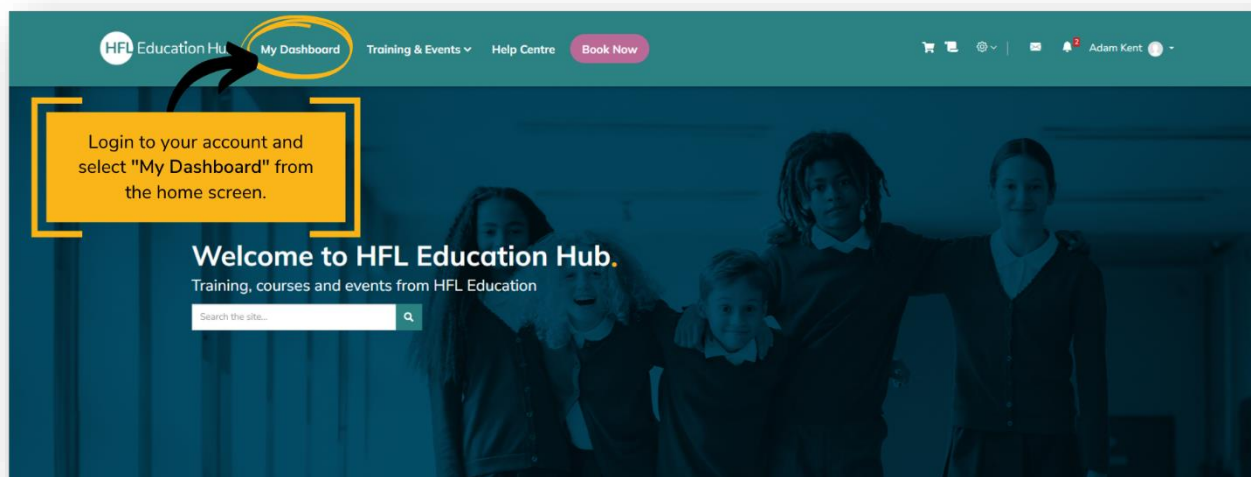 HFL Education Hu My Dashboard Training & Events Help Centre Book Now 2 Adam Kent
Login to your account and
select "My Dashboard" from
the home screen.
Welcome to HFL Education Hub.
Training, courses and events from HFL Education
Search the site...